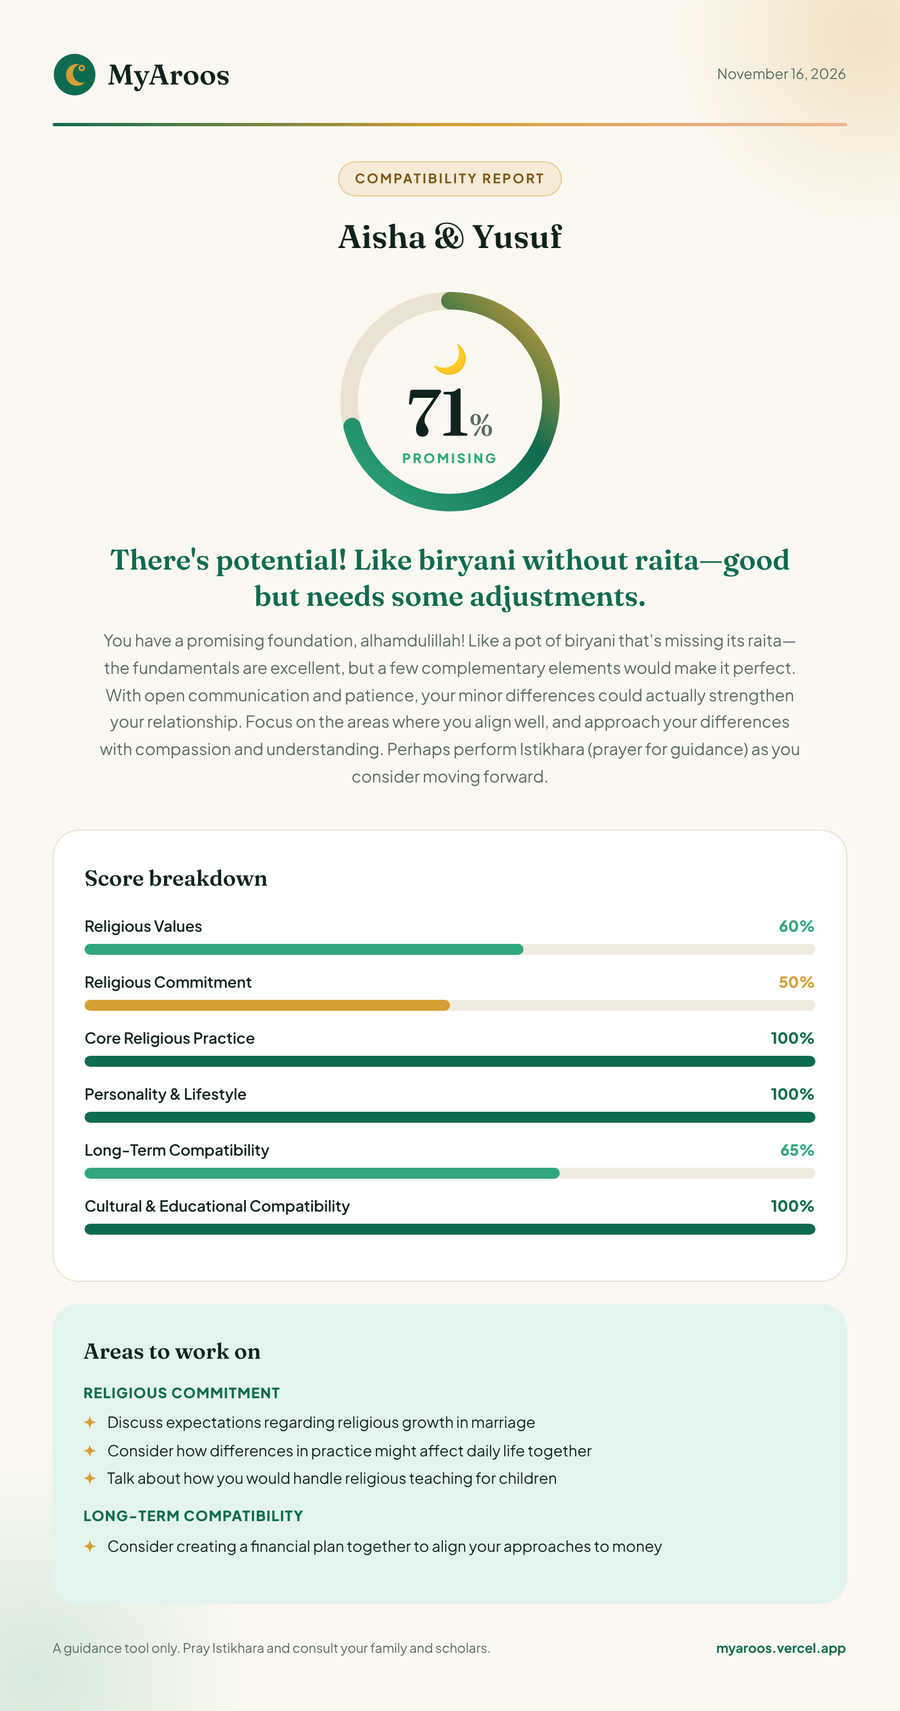 MyAroos
November 16, 2026
COMPATIBILITY REPORT
Aisha & Yusuf
71%
PROMISING
There's potential! Like biryani without raita—good
but needs some adjustments.
You have a promising foundation, alhamdulillah! Like a pot of biryani that's missing its raita—
the fundamentals are excellent, but a few complementary elements would make it perfect.
With open communication and patience, your minor differences could actually strengthen
your relationship. Focus on the areas where you align well, and approach your differences
with compassion and understanding. Perhaps perform Istikhara (prayer for guidance) as you
consider moving forward.
Score breakdown
Religious Values 60%
Religious Commitment 50%
Core Religious Practice 100%
Personality & Lifestyle 100%
Long-Term Compatibility 65%
Cultural & Educational Compatibility 100%
Areas to work on
RELIGIOUS COMMITMENT
Discuss expectations regarding religious growth in marriage
Consider how differences in practice might affect daily life together
Talk about how you would handle religious teaching for children
LONG-TERM COMPATIBILITY
Consider creating a financial plan together to align your approaches to money
A guidance tool only. Pray Istikhara and consult your family and scholars.
myaroos.vercel.app